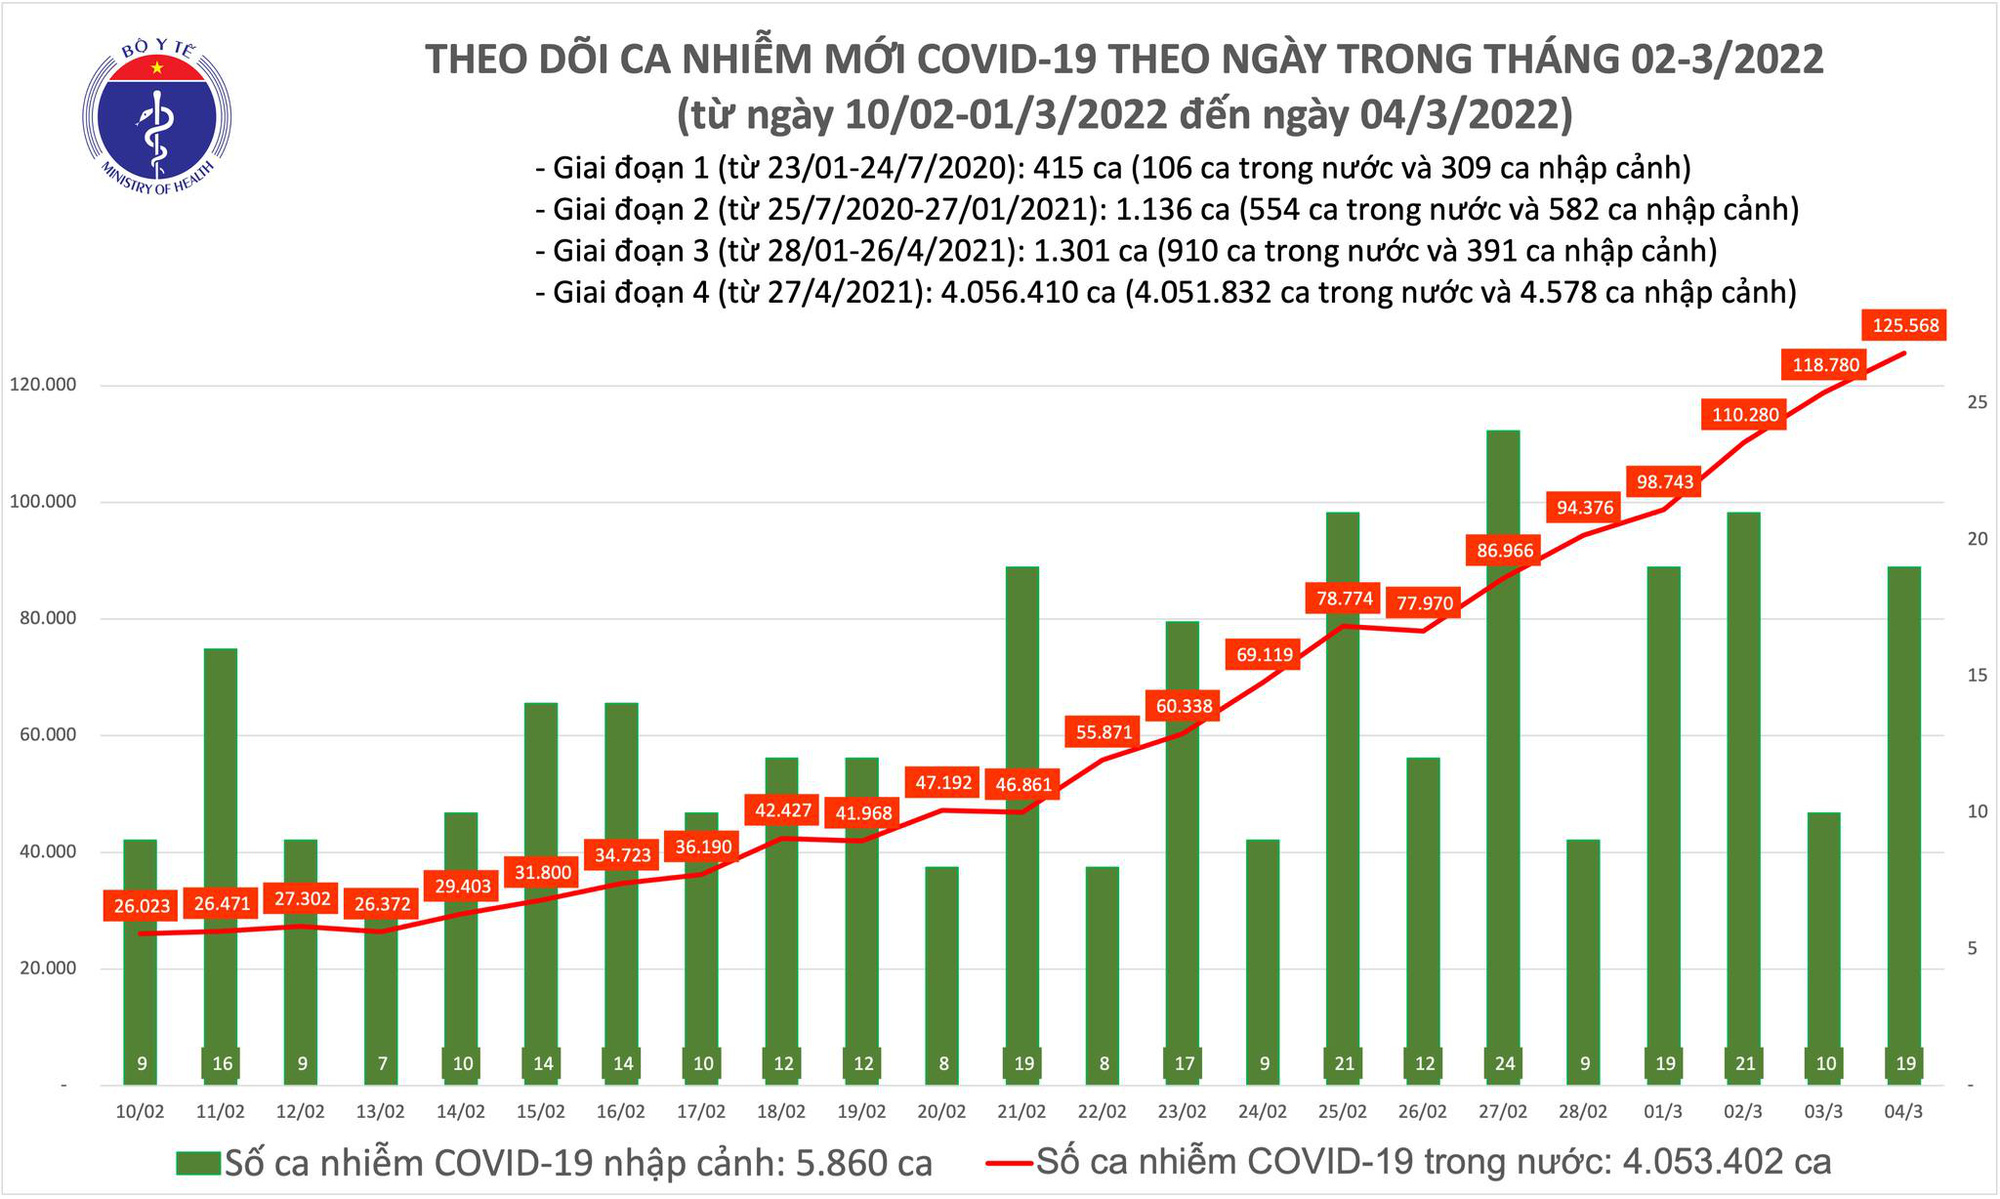 BỘ Y TẾ
MINISTRY OF HEALTH
THEO DÕI CA NHIỄM MỚI COVID-19 THEO NGÀY TRONG THÁNG 02-3/2022
(từ ngày 10/02-01/3/2022 đến ngày 04/3/2022)
- Giai đoạn 1 (từ 23/01-24/7/2020): 415 ca (106 ca trong nước và 309 ca nhập cảnh)
- Giai đoạn 2 (từ 25/7/2020-27/01/2021): 1.136 ca (554 ca trong nước và 582 ca nhập cảnh)
- Giai đoạn 3 (từ 28/01-26/4/2021): 1.301 ca (910 ca trong nước và 391 ca nhập cảnh)
- Giai đoạn 4 (từ 27/4/2021): 4.056.410 ca (4.051.832 ca trong nước và 4.578 ca nhập cảnh)
120.000
100.000
80.000
60.000
40.000
20.000
-
26.023 26.471 27.302 26.372 29.403 31.800 34.723 36.190 42.427 41.968 47.192 46.861 55.871 60.338 69.119 78.774 77.970 86.966 94.376 98.743 110.280 118.780 125.568
25
20
15
10
5
-
9 16 9 7 10 14 14 10 12 12 8 19 8 17 9 21 12 24 9 19 21 10 19
10/02 11/02 12/02 13/02 14/02 15/02 16/02 17/02 18/02 19/02 20/02 21/02 22/02 23/02 24/02 25/02 26/02 27/02 28/02 01/3 02/3 03/3 04/3
Số ca nhiễm COVID-19 nhập cảnh: 5.860 ca
Số ca nhiễm COVID-19 trong nước: 4.053.402 ca